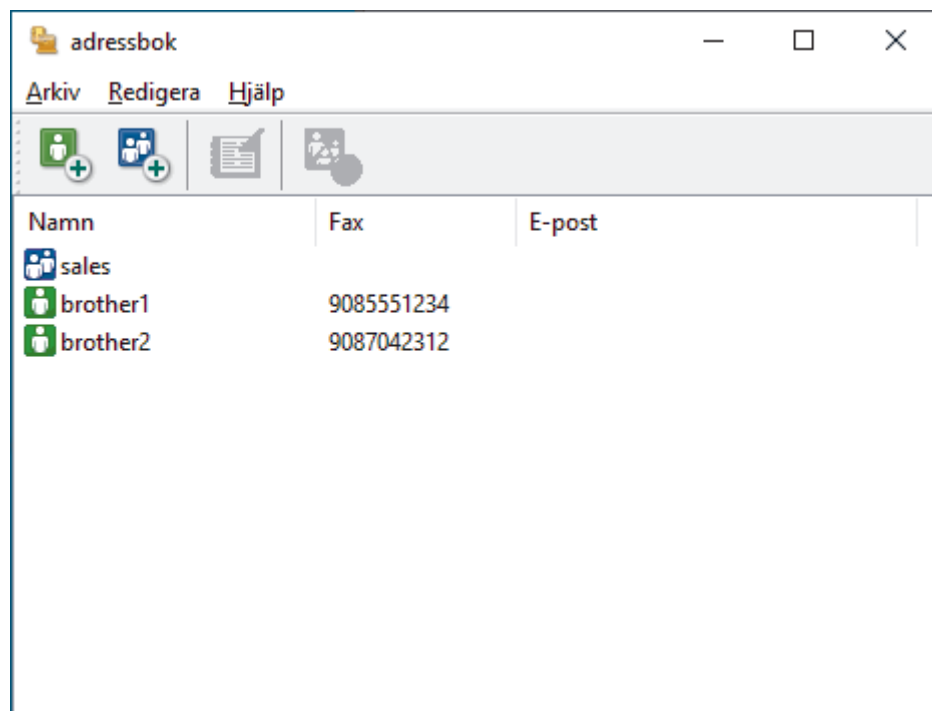 adressbok
Arkiv Redigera Hjälp
Namn Fax E-post
sales
brother1 9085551234
brother2 9087042312